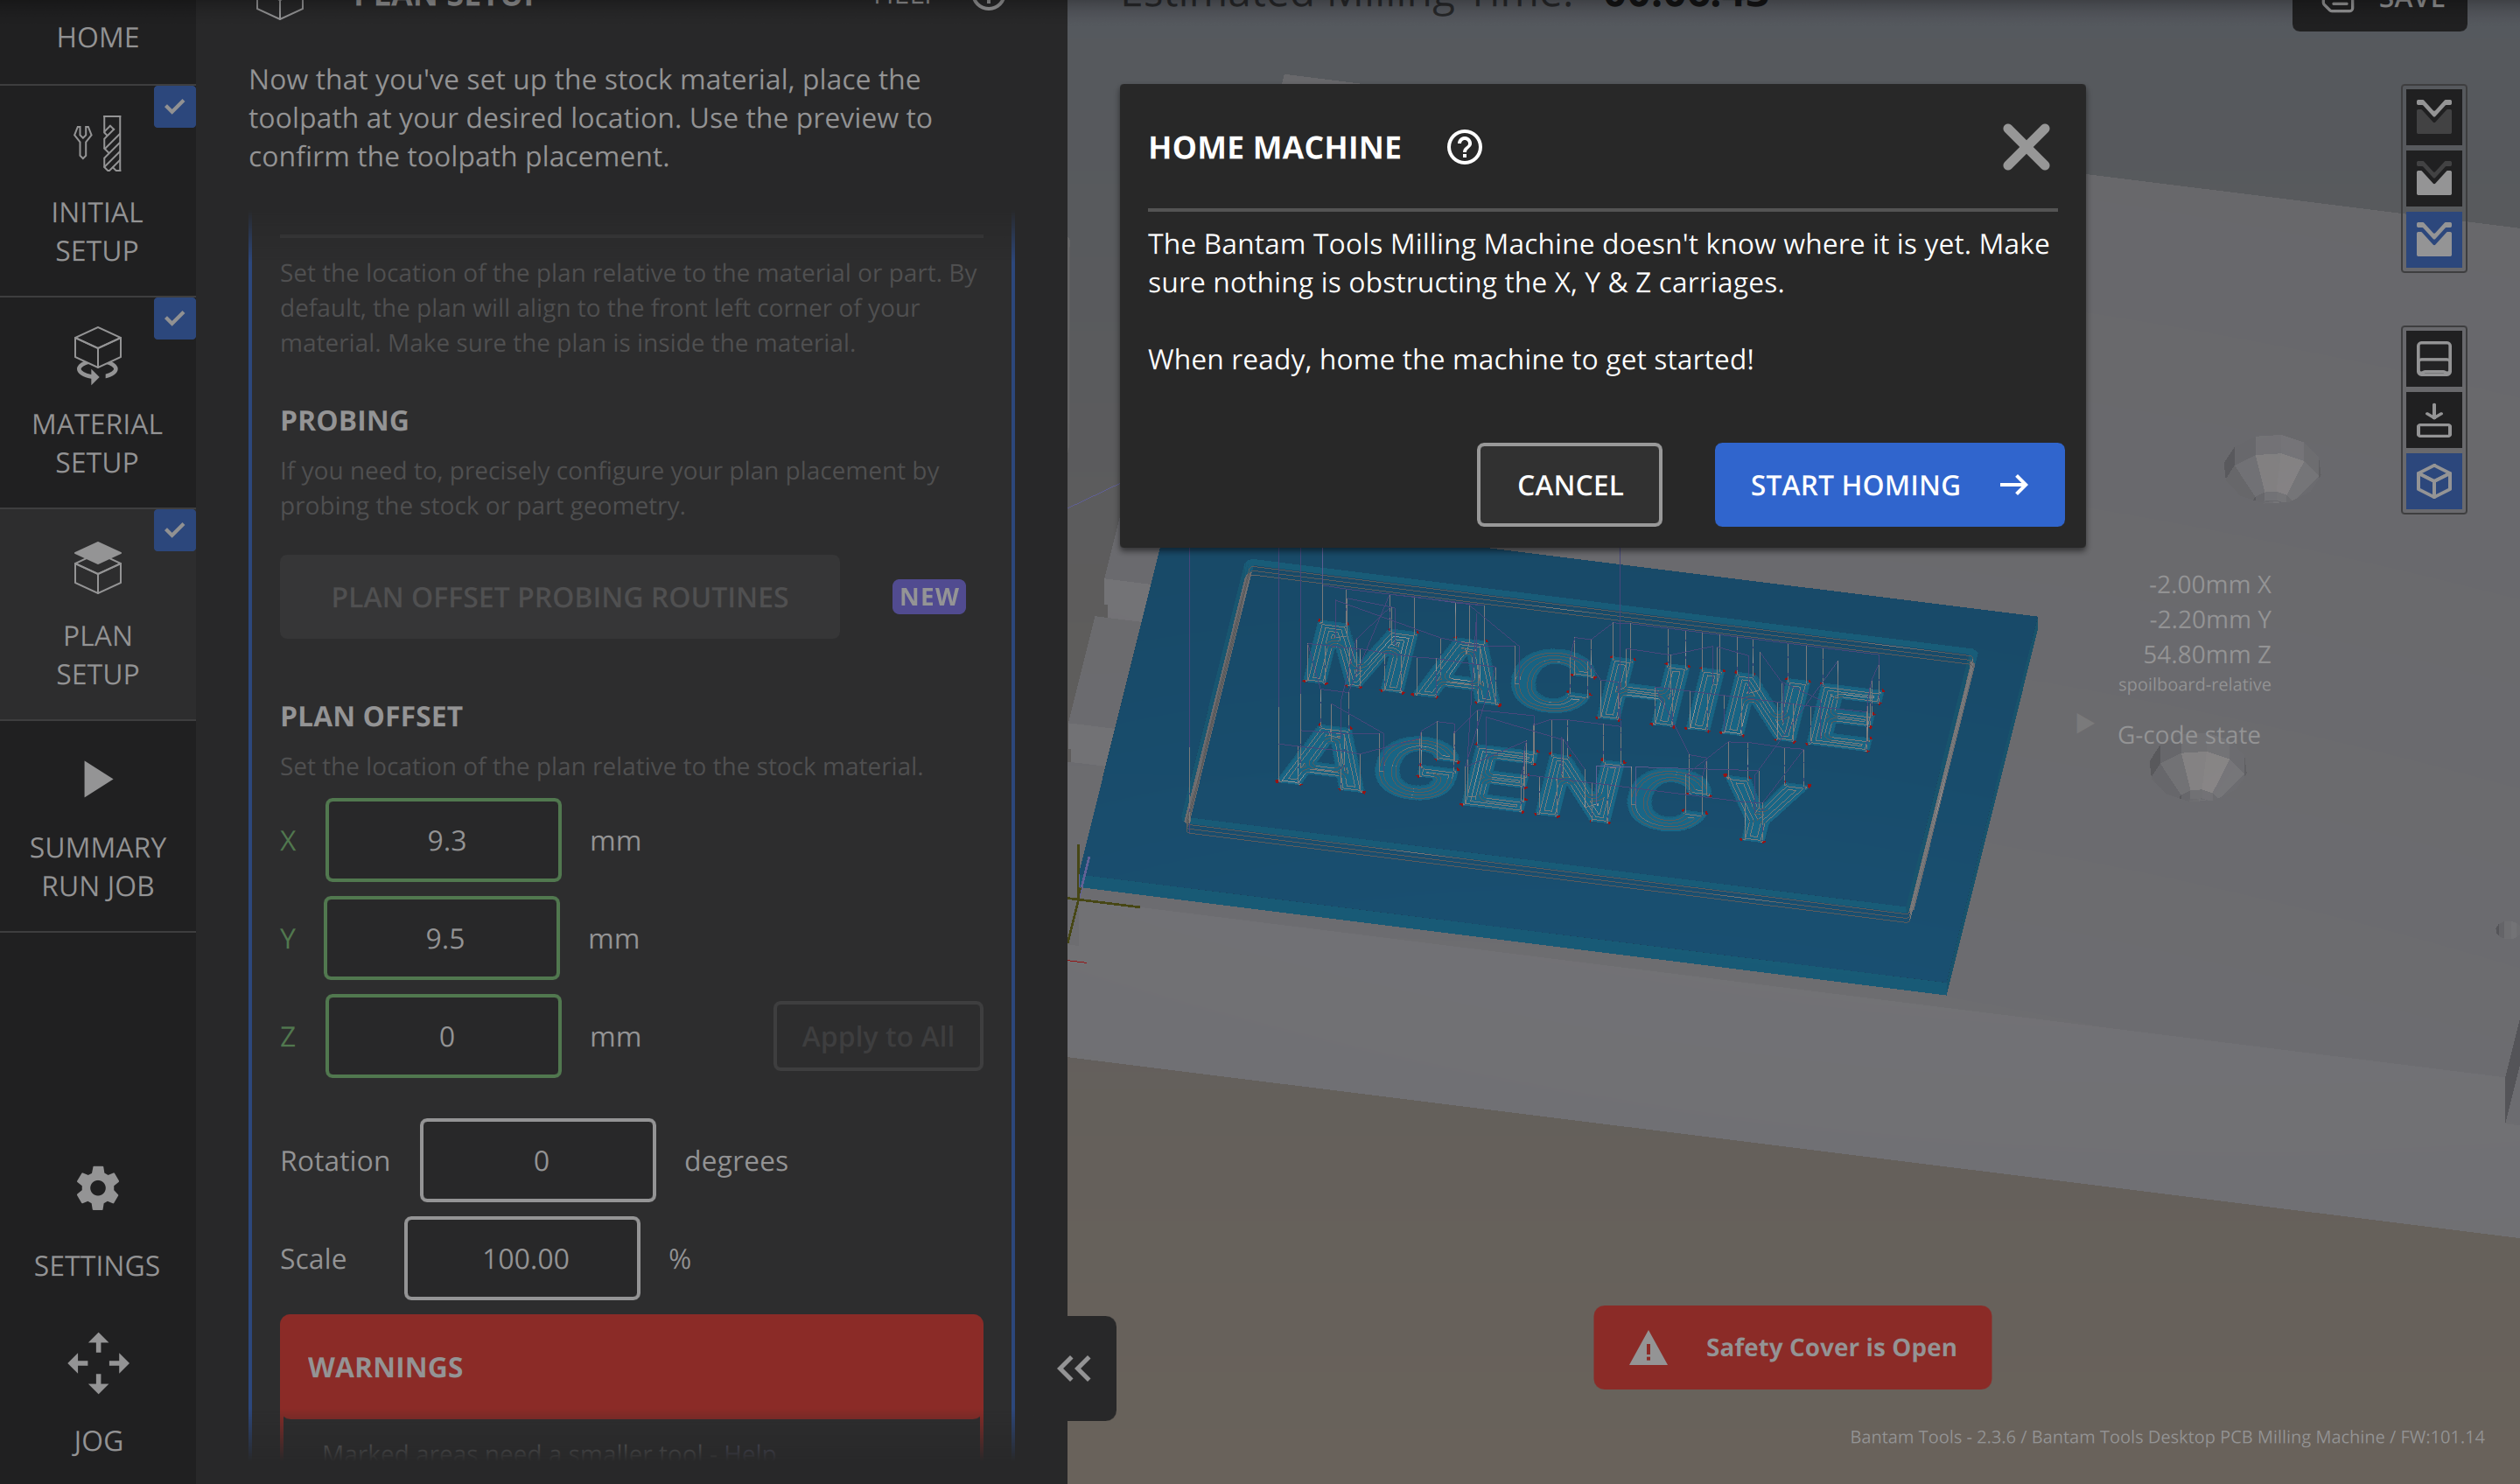 HOME
INITIAL
SETUP
MATERIAL
SETUP
PLAN
SETUP
SUMMARY
RUN JOB
SETTINGS
JOG
PLAN SETUP
HELP
Now that you've set up the stock material, place the
toolpath at your desired location. Use the preview to
confirm the toolpath placement.
Set the location of the plan relative to the material or part. By
default, the plan will align to the front left corner of your
material. Make sure the plan is inside the material.
PROBING
If you need to, precisely configure your plan placement by
probing the stock or part geometry.
PLAN OFFSET PROBING ROUTINES NEW
PLAN OFFSET
Set the location of the plan relative to the stock material.
X 9.3 mm
Y 9.5 mm
Z 0 mm Apply to All
Rotation 0 degrees
Scale 100.00 %
WARNINGS
Marked areas need a smaller tool - Help
Estimated Milling Time:
SAVE
HOME MACHINE
The Bantam Tools Milling Machine doesn't know where it is yet. Make
sure nothing is obstructing the X, Y & Z carriages.
When ready, home the machine to get started!
CANCEL START HOMING
MACHINE
AGENCY
-2.00mm X
-2.20mm Y
54.80mm Z
spoilboard-relative
G-code state
Safety Cover is Open
Bantam Tools - 2.3.6 / Bantam Tools Desktop PCB Milling Machine / FW:101.14